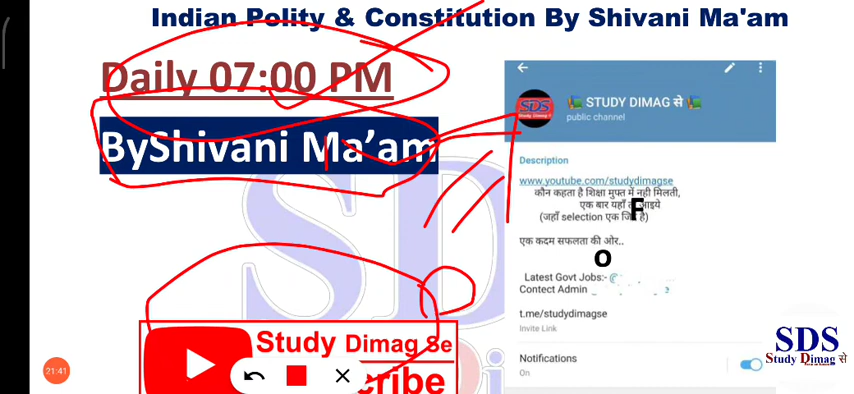 Indian Polity & Constitution By Shivani Ma'am
Daily 07:00 PM
ByShivani Ma’am
SDS
STUDY DIMAG से
public channel
Description
www.youtube.com/studydimagse
कौन कहता है शिक्षा मुफ्त में नही मिलती,
एक बार यहाँ आइये
(जहाँ selection एक है)
F
एक कदम सफलता की ओर..
O
Latest Govt Jobs:- @
Contect Admin
t.me/studydimagse
Invite Link
Notifications
On
Study Dimag Se
cribe
21:41
SDS
Study Dimag से